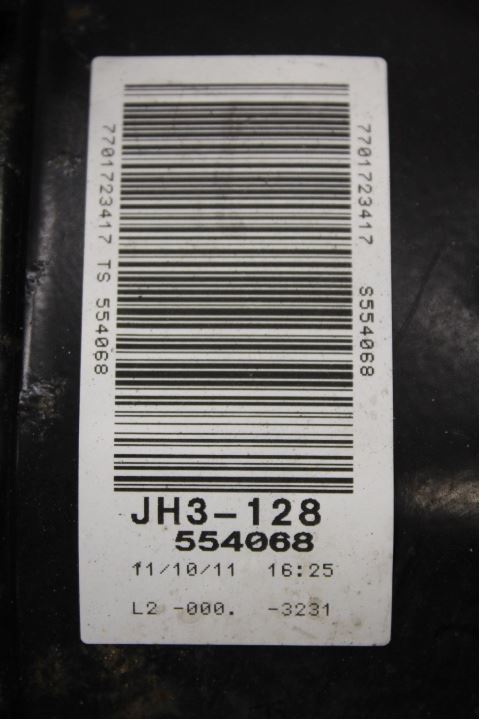 7701723417 TS 554068
7701723417 S554068
JH3-128
554068
11/10/11 16:25
L2 -000. -3231